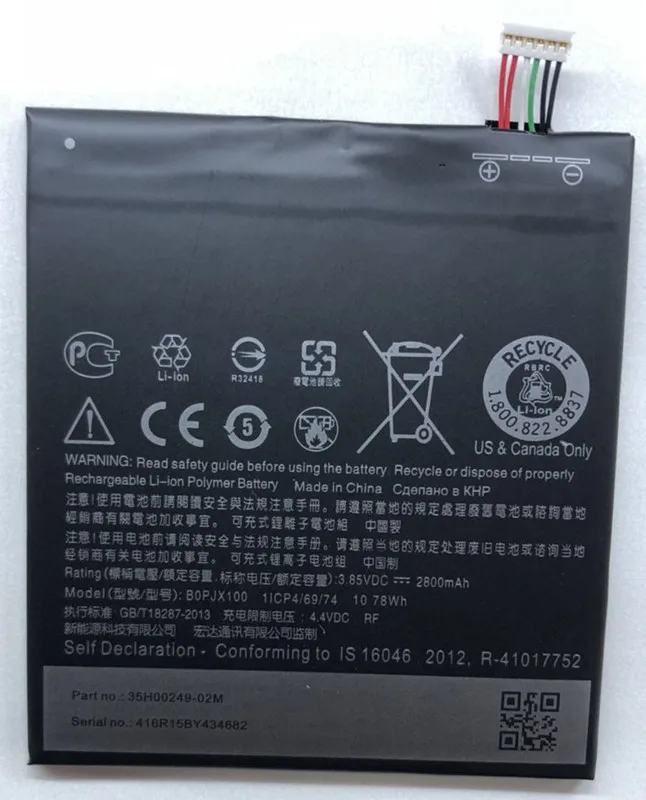 Li-ion
R32418
廢電池請回收
RECYCLE
RBRC
Li-ion
TM
1.800.822.8837
5
US & Canada Only
WARNING: Read safety guide before using the battery Recycle or dispose of properly
Rechargeable Li-ion Polymer Battery Made in China Сделано в КНР
注意!使用電池前請閱讀安全與法規注意手冊。請遵照當地的規定處理廢舊電池或諮詢當地
經銷商有關電池加收事宜。 可充式鋰離子電池組 中國製
注意!使用电池前请阅读安全与法规注意手册。请遵照当地的规定处理废旧电池或咨询当地
经销商有关电池加收事宜。 可充式锂离子电池组 中国制
Rating (標稱電壓/額定容量, 标称电压/额定容量): 3.85VDC 2800mAh
Model (型號/型号): B0PJX100 1ICP4/69/74 10 78Wh
执行标准: GB/T18287-2013 充电限制电压: 4.4VDC RF
新能源科技有限公司 宏达通讯有限公司监制
Self Declaration - Conforming to IS 16046 2012, R-41017752
Part no.: 35H00249-02M
Serial no.: 416R15BY434682